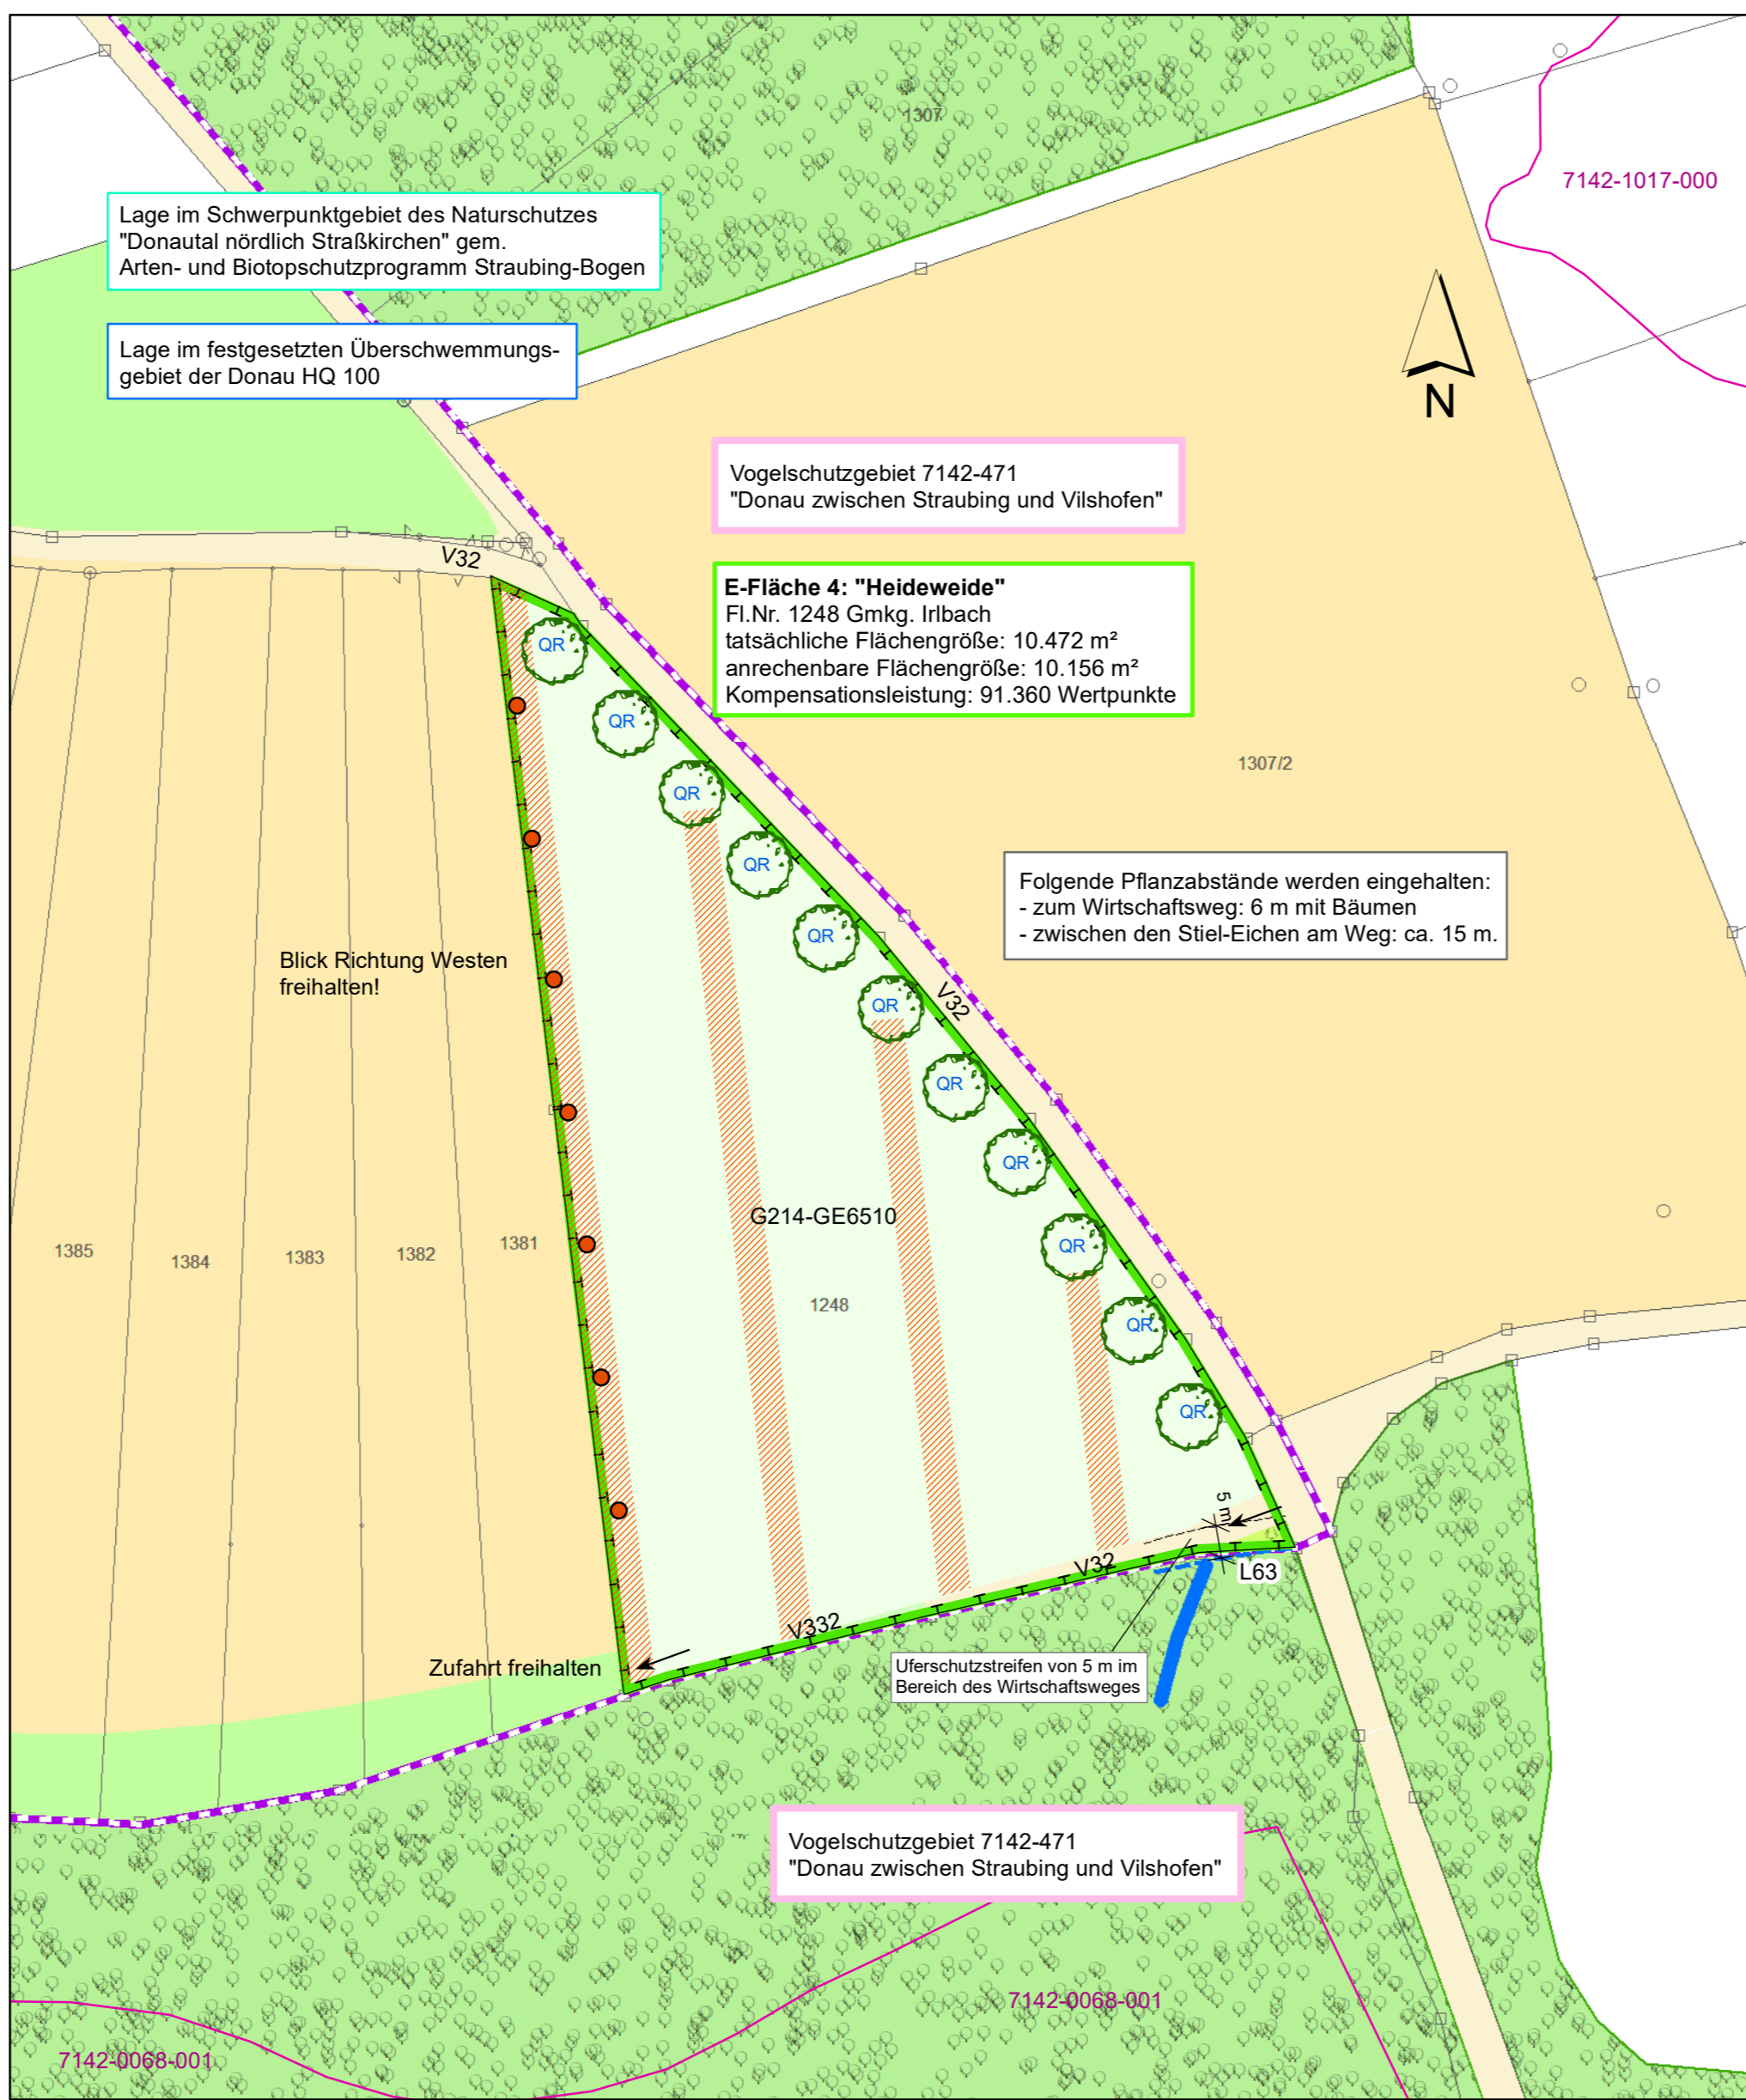 1307
7142-1017-000
Lage im Schwerpunktgebiet des Naturschutzes
"Donautal nördlich Straßkirchen" gem.
Arten- und Biotopschutzprogramm Straubing-Bogen
Lage im festgesetzten Überschwemmungs-
gebiet der Donau HQ 100
N
Vogelschutzgebiet 7142-471
"Donau zwischen Straubing und Vilshofen"
V32
E-Fläche 4: "Heideweide"
Fl.Nr. 1248 Gmkg. Irlbach
tatsächliche Flächengröße: 10.472 m²
anrechenbare Flächengröße: 10.156 m²
Kompensationsleistung: 91.360 Wertpunkte
QR
QR
1307/2
QR
QR
Folgende Pflanzabstände werden eingehalten:
- zum Wirtschaftsweg: 6 m mit Bäumen
- zwischen den Stiel-Eichen am Weg: ca. 15 m.
QR
Blick Richtung Westen
freihalten!
QR
V32
QR
QR
G214-GE6510
QR
1385
1384
1383
1382
1381
1248
QR
QR
5 m
V32
L63
V332
Zufahrt freihalten
Uferschutzstreifen von 5 m im
Bereich des Wirtschaftsweges
Vogelschutzgebiet 7142-471
"Donau zwischen Straubing und Vilshofen"
7142-0068-001
7142-0068-001